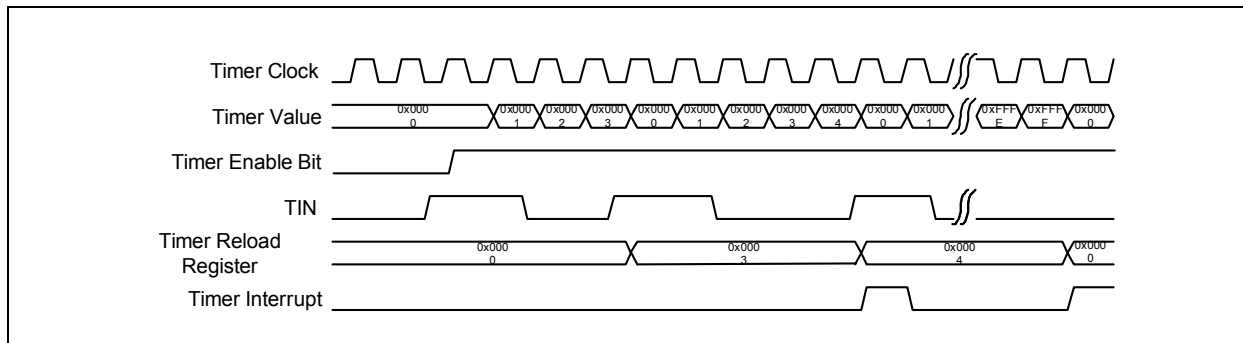 Timer Clock
Timer Value
0x000 0x000 0x000 0x000 0x000 0x000 0x000 0x000 0x000 0x000 0x000 0xFFF 0xFFF 0x000
0 1 2 3 0 1 2 3 4 0 1 E F 0
Timer Enable Bit
TIN
Timer Reload
Register
0x000 0x000 0x000 0x000
0 3 4 0
Timer Interrupt